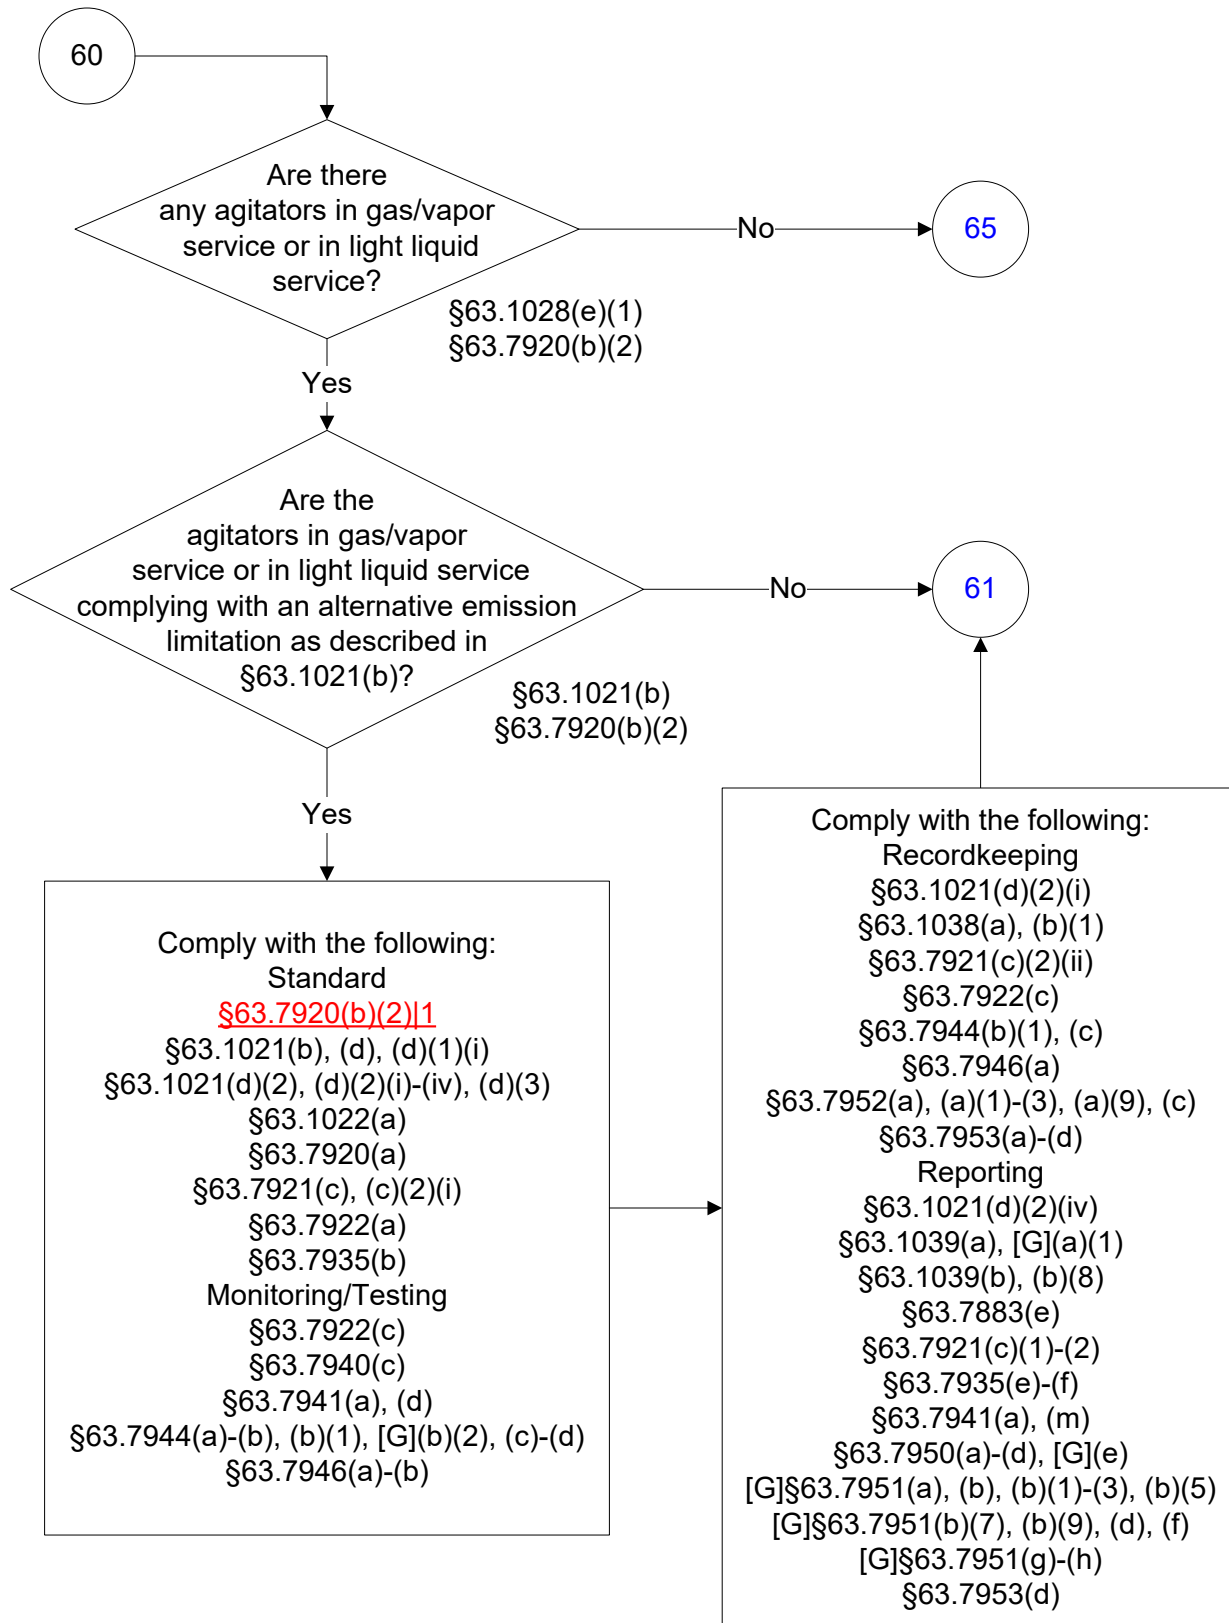 60
Are there
any agitators in gas/vapor
service or in light liquid
service?
No
65
§63.1028(e)(1)
§63.7920(b)(2)
Yes
Are the
agitators in gas/vapor
service or in light liquid service
complying with an alternative emission
limitation as described in
§63.1021(b)?
No
61
§63.1021(b)
§63.7920(b)(2)
Yes
Comply with the following:
Standard
§63.7920(b)(2)|1
§63.1021(b), (d), (d)(1)(i)
§63.1021(d)(2), (d)(2)(i)-(iv), (d)(3)
§63.1022(a)
§63.7920(a)
§63.7921(c), (c)(2)(i)
§63.7922(a)
§63.7935(b)
Monitoring/Testing
§63.7922(c)
§63.7940(c)
§63.7941(a), (d)
§63.7944(a)-(b), (b)(1), [G](b)(2), (c)-(d)
§63.7946(a)-(b)
Comply with the following:
Recordkeeping
§63.1021(d)(2)(i)
§63.1038(a), (b)(1)
§63.7921(c)(2)(ii)
§63.7922(c)
§63.7944(b)(1), (c)
§63.7946(a)
§63.7952(a), (a)(1)-(3), (a)(9), (c)
§63.7953(a)-(d)
Reporting
§63.1021(d)(2)(iv)
§63.1039(a), [G](a)(1)
§63.1039(b), (b)(8)
§63.7883(e)
§63.7921(c)(1)-(2)
§63.7935(e)-(f)
§63.7941(a), (m)
§63.7950(a)-(d), [G](e)
[G]§63.7951(a), (b), (b)(1)-(3), (b)(5)
[G]§63.7951(b)(7), (b)(9), (d), (f)
[G]§63.7951(g)-(h)
§63.7953(d)